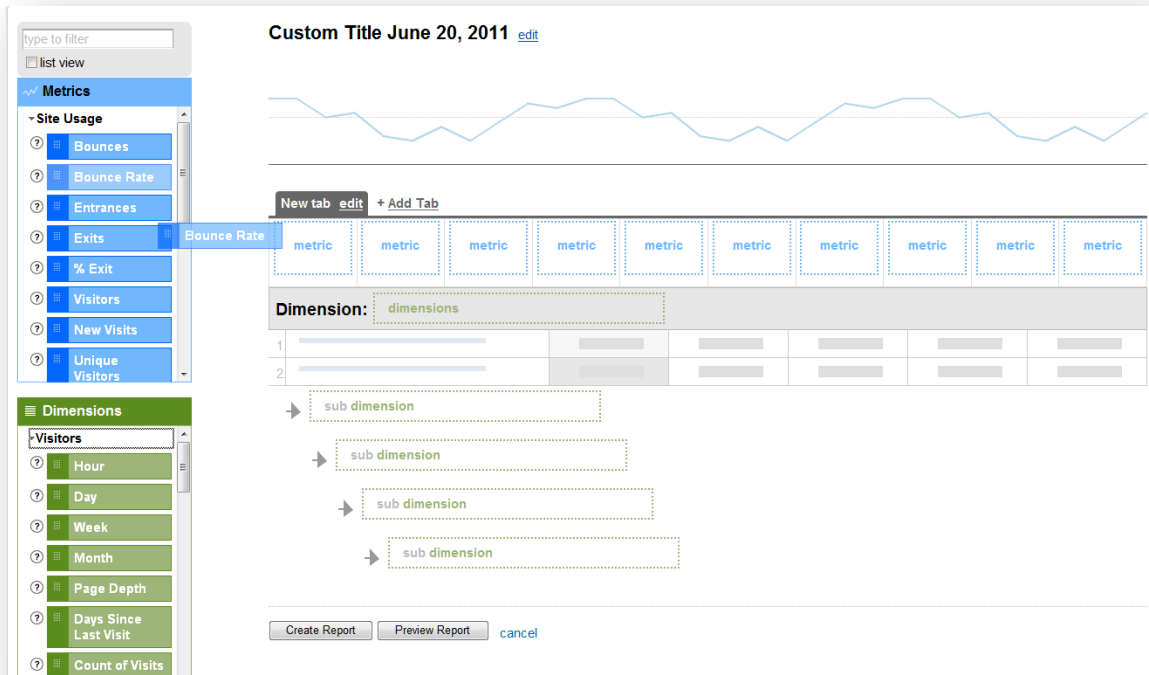 type to filter
list view
Metrics
Site Usage
? Bounces
? Bounce Rate
? Entrances
? Exits
? % Exit
? Visitors
? New Visits
? Unique
Visitors
Dimensions
Visitors
? Hour
? Day
? Week
? Month
? Page Depth
? Days Since
Last Visit
? Count of Visits
Custom Title June 20, 2011 edit
New tab edit + Add Tab
Bounce Rate
metric metric metric metric metric metric metric metric metric metric
Dimension: dimensions
1.
2.
sub dimension
sub dimension
sub dimension
sub dimension
Create Report Preview Report cancel